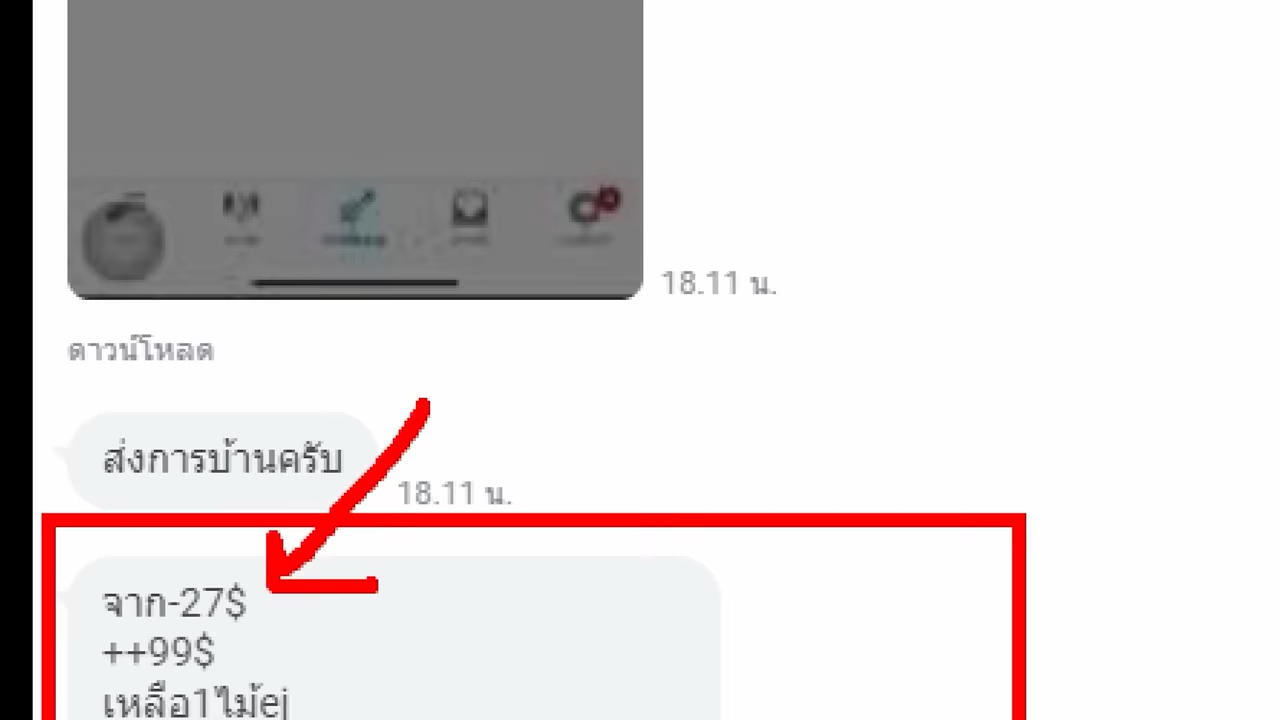 18.11 น.
ดาวน์โหลด
ส่งการบ้านครับ
18.11 น.
จาก-27$
++99$
เหลือ1ไม้ej